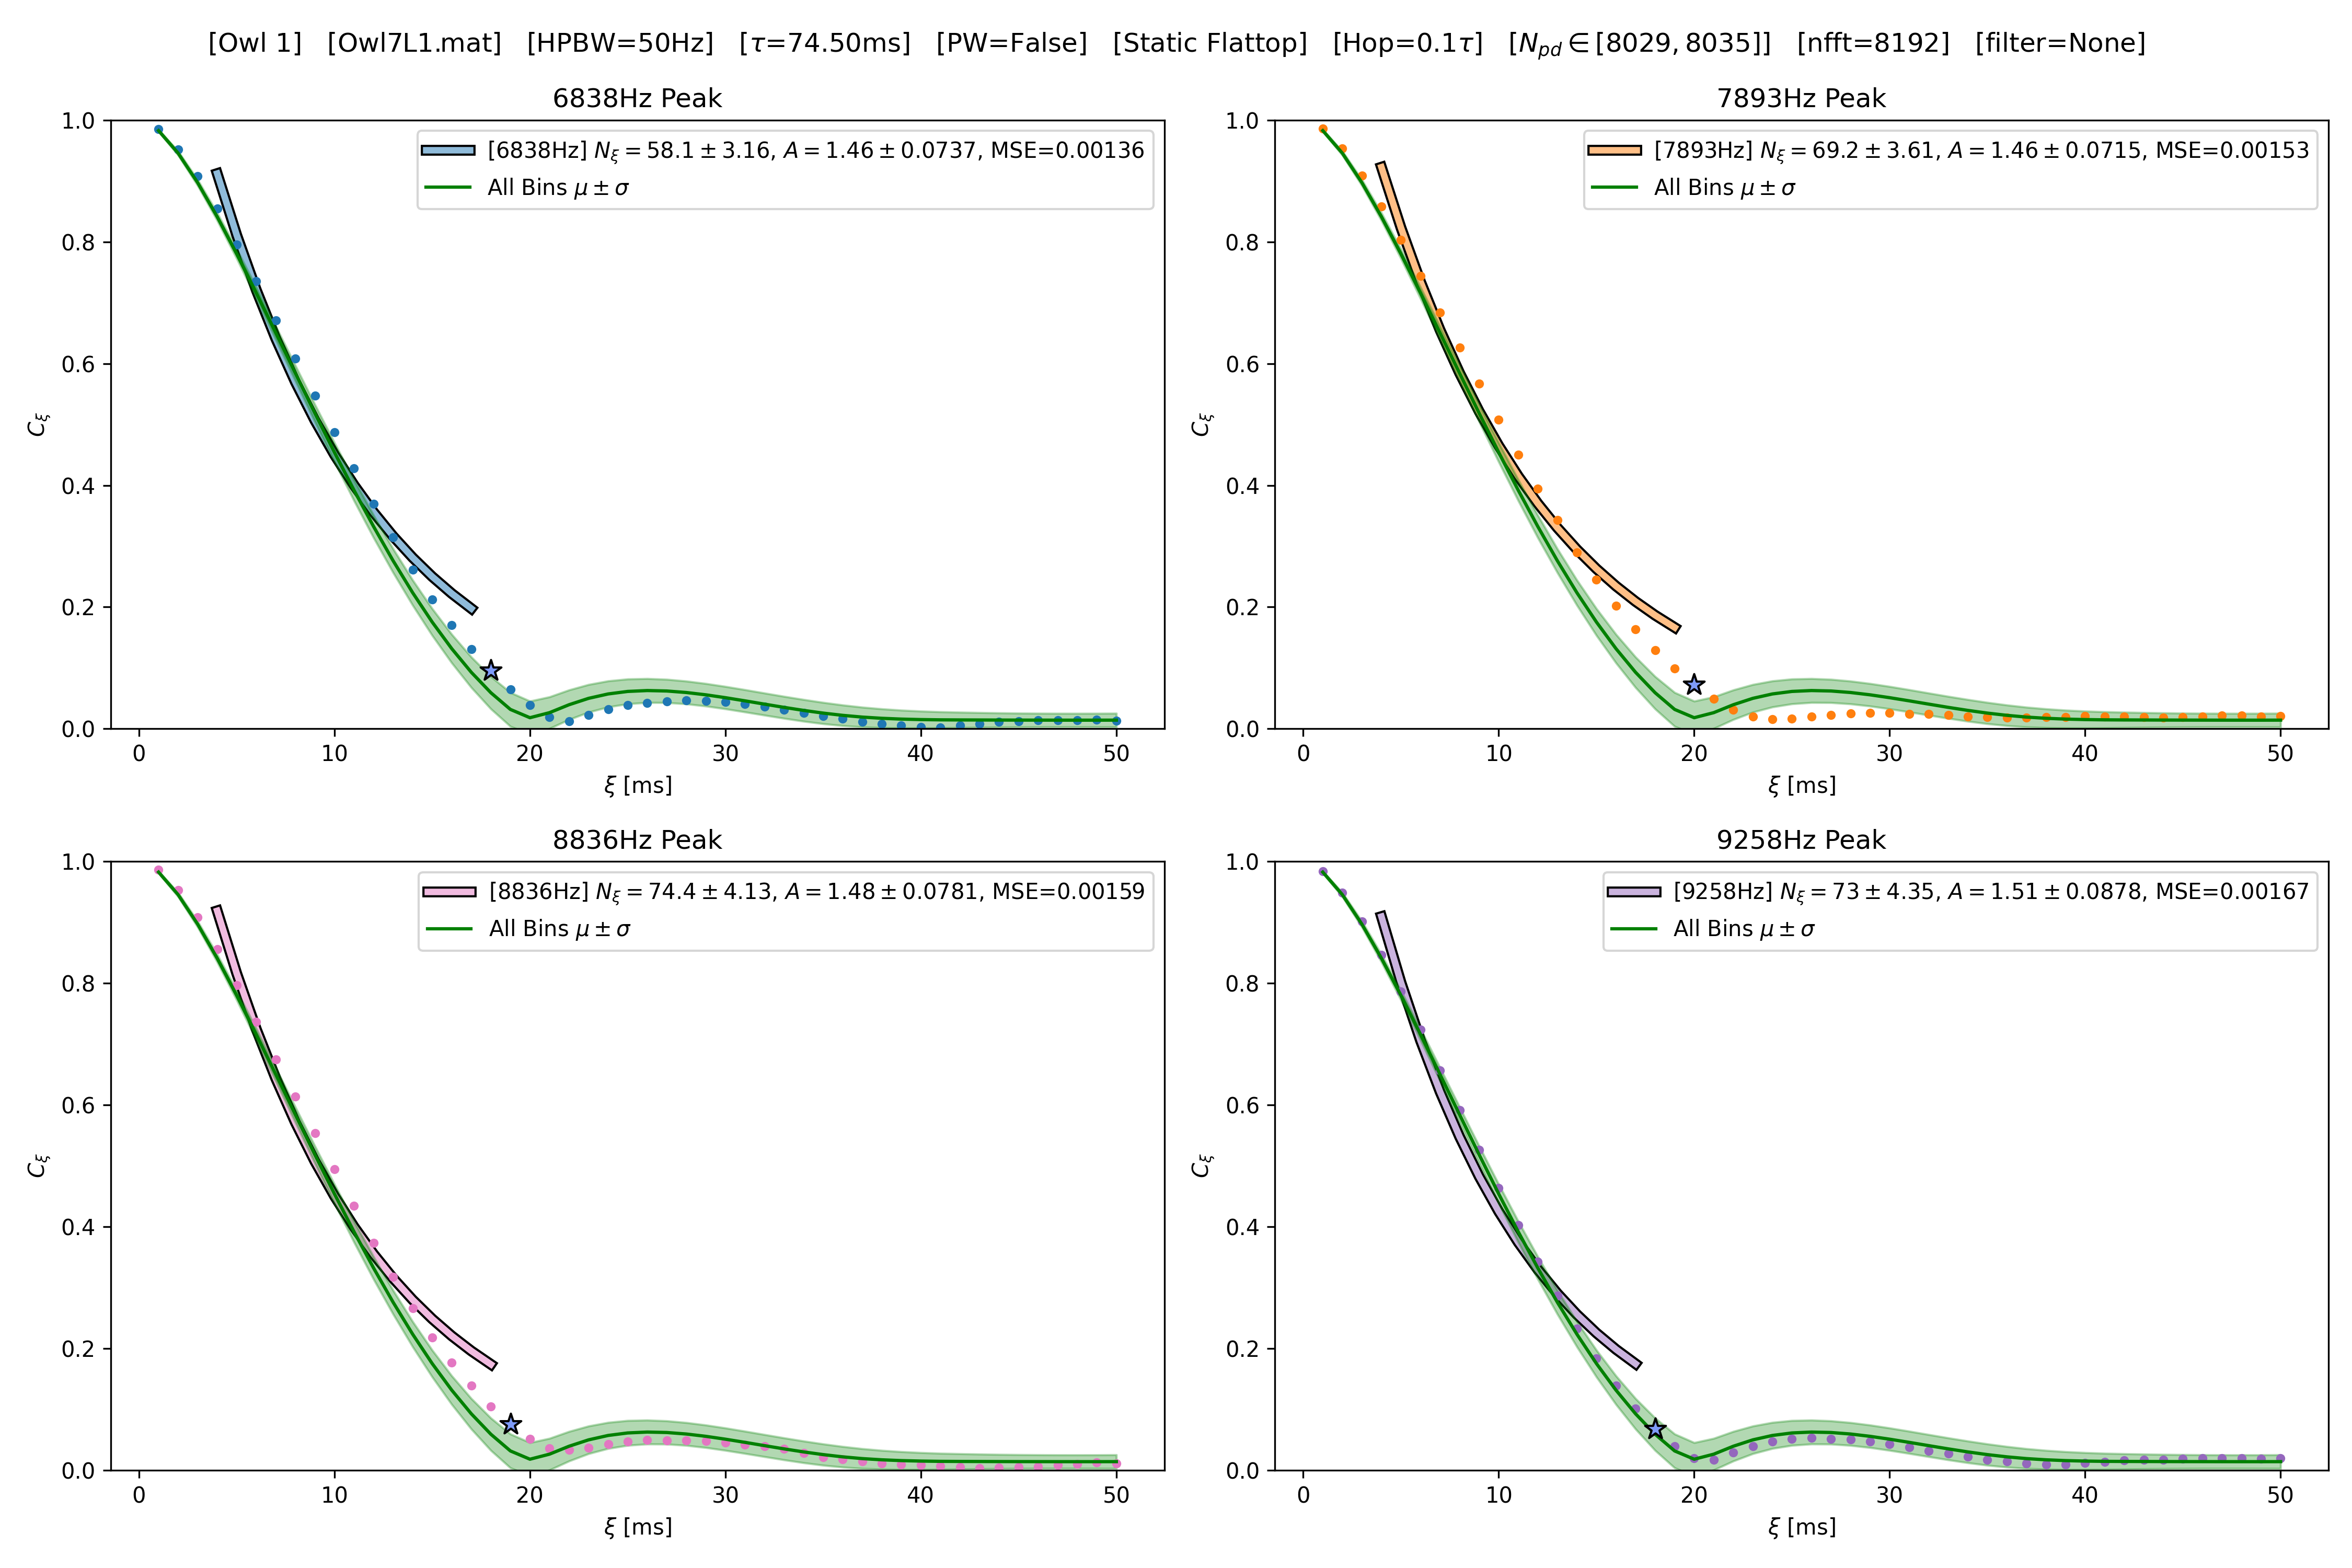 [Owl 1] [Owl7L1.mat] [HPBW=50Hz] [τ=74.50ms] [PW=False] [Static Flattop] [Hop=0.1τ] [N_pd ∈ [8029, 8035]] [nfft=8192] [filter=None]
6838Hz Peak
[6838Hz] N_ξ = 58.1 ± 3.16, A = 1.46 ± 0.0737, MSE=0.00136
All Bins μ ± σ
C_ξ
1.0
0.8
0.6
0.4
0.2
0.0
0 10 20 30 40 50
ξ [ms]
7893Hz Peak
[7893Hz] N_ξ = 69.2 ± 3.61, A = 1.46 ± 0.0715, MSE=0.00153
All Bins μ ± σ
C_ξ
1.0
0.8
0.6
0.4
0.2
0.0
0 10 20 30 40 50
ξ [ms]
8836Hz Peak
[8836Hz] N_ξ = 74.4 ± 4.13, A = 1.48 ± 0.0781, MSE=0.00159
All Bins μ ± σ
C_ξ
1.0
0.8
0.6
0.4
0.2
0.0
0 10 20 30 40 50
ξ [ms]
9258Hz Peak
[9258Hz] N_ξ = 73 ± 4.35, A = 1.51 ± 0.0878, MSE=0.00167
All Bins μ ± σ
C_ξ
1.0
0.8
0.6
0.4
0.2
0.0
0 10 20 30 40 50
ξ [ms]